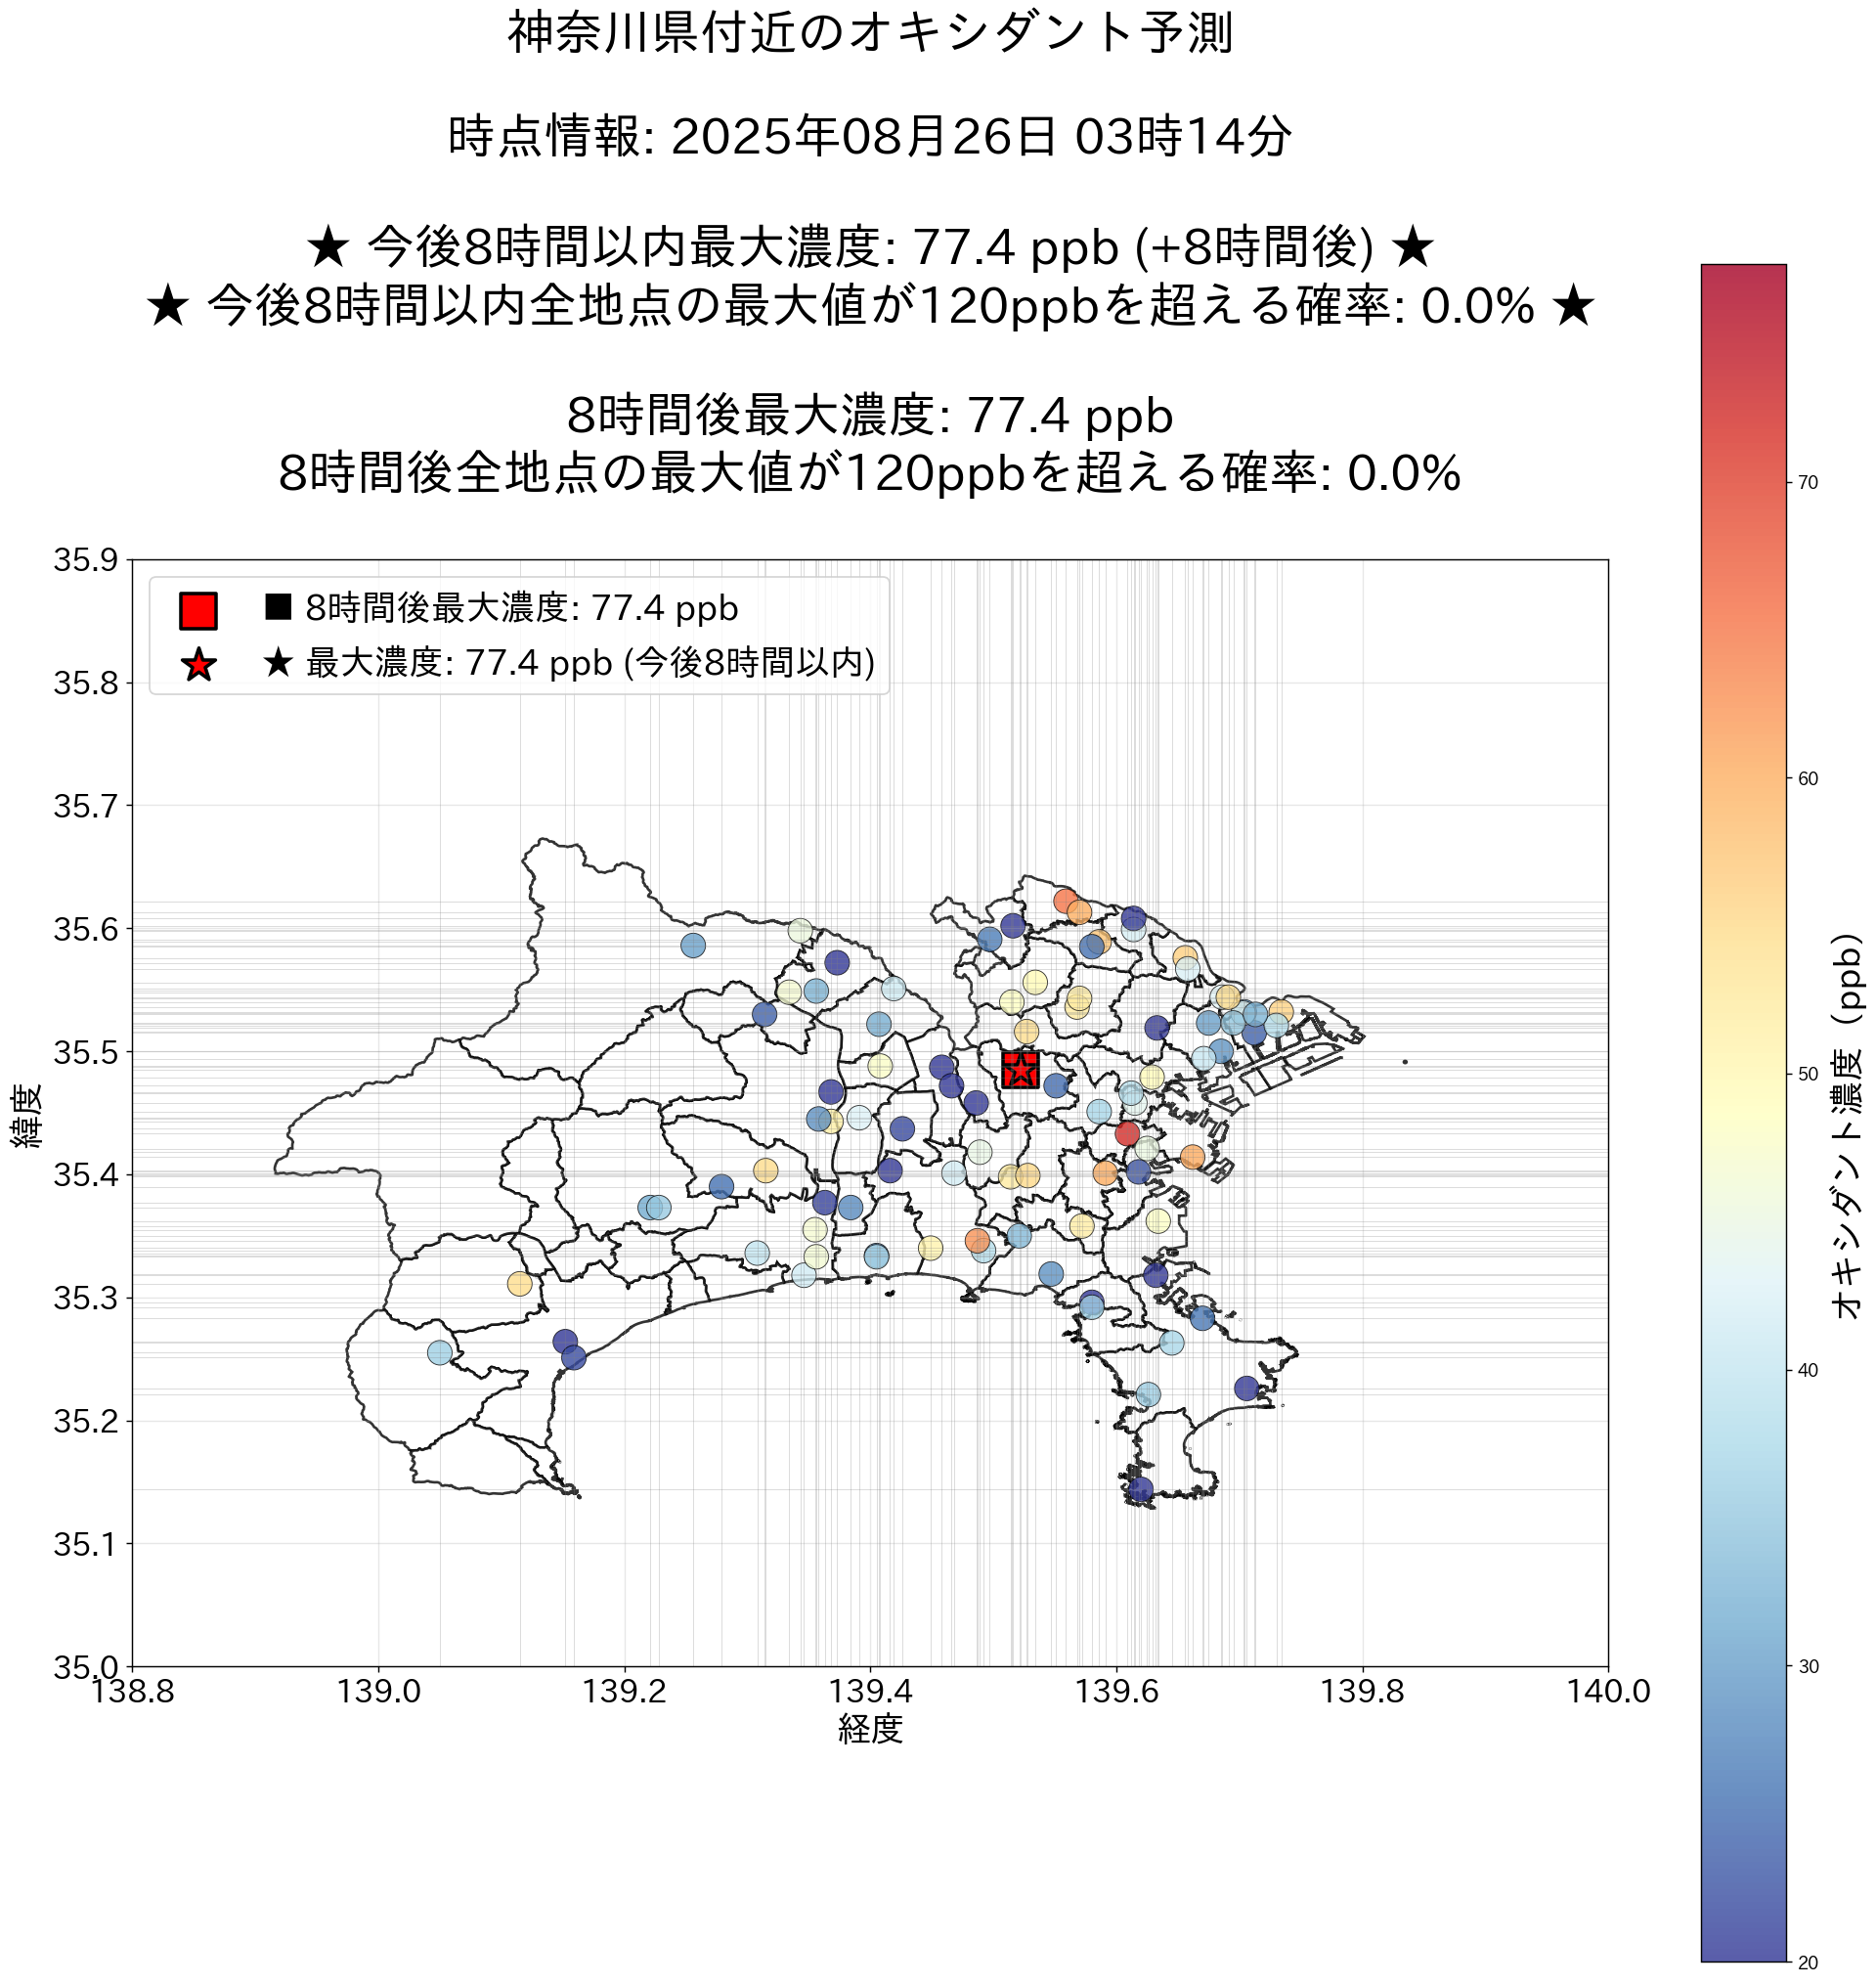 神奈川県付近のオキシダント予測
時点情報: 2025年08月26日 03時14分
★ 今後8時間以内最大濃度: 77.4 ppb (+8時間後) ★
★ 今後8時間以内全地点の最大値が120ppbを超える確率: 0.0% ★
8時間後最大濃度: 77.4 ppb
8時間後全地点の最大値が120ppbを超える確率: 0.0%
■ 8時間後最大濃度: 77.4 ppb
★ 最大濃度: 77.4 ppb (今後8時間以内)
35.9
35.8
35.7
35.6
35.5
35.4
35.3
35.2
35.1
35.0
緯度
138.8
139.0
139.2
139.4
139.6
139.8
140.0
経度
70
60
50
40
30
20
オキシダント濃度（ppb）